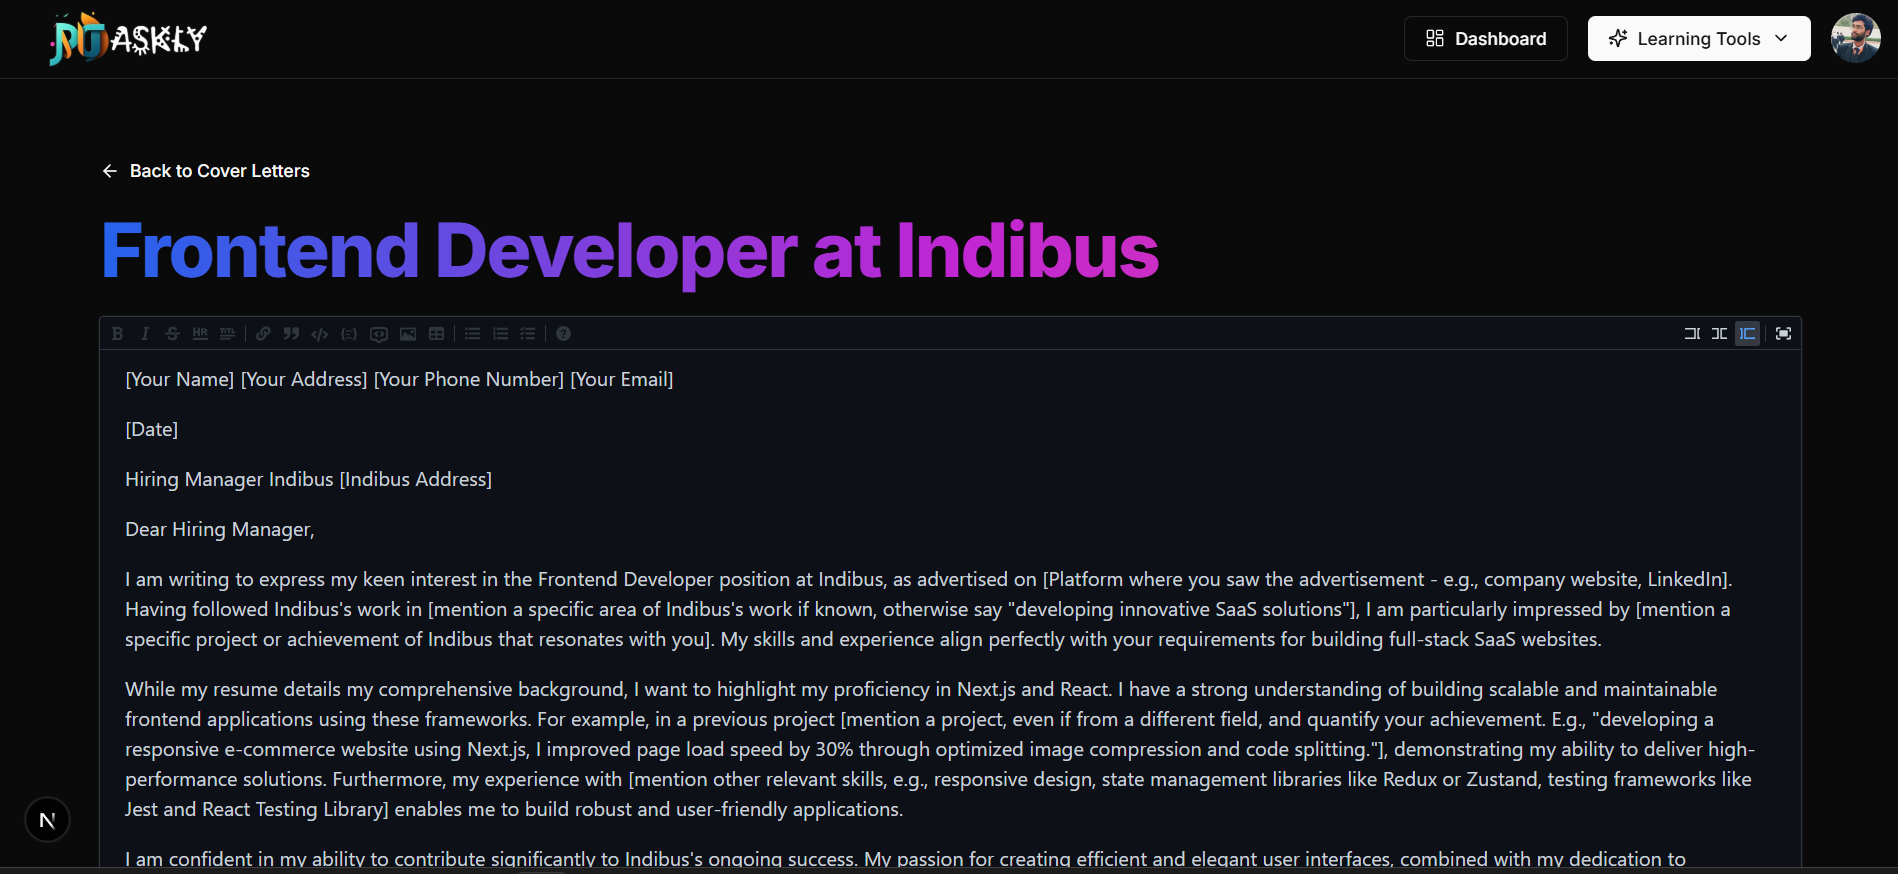 ASKLY
Dashboard
Learning Tools
Back to Cover Letters
Frontend Developer at Indibus
[Your Name] [Your Address] [Your Phone Number] [Your Email]
[Date]
Hiring Manager Indibus [Indibus Address]
Dear Hiring Manager,
I am writing to express my keen interest in the Frontend Developer position at Indibus, as advertised on [Platform where you saw the advertisement - e.g., company website, LinkedIn].
Having followed Indibus's work in [mention a specific area of Indibus's work if known, otherwise say "developing innovative SaaS solutions"], I am particularly impressed by [mention a
specific project or achievement of Indibus that resonates with you]. My skills and experience align perfectly with your requirements for building full-stack SaaS websites.
While my resume details my comprehensive background, I want to highlight my proficiency in Next.js and React. I have a strong understanding of building scalable and maintainable
frontend applications using these frameworks. For example, in a previous project [mention a project, even if from a different field, and quantify your achievement. E.g., "developing a
responsive e-commerce website using Next.js, I improved page load speed by 30% through optimized image compression and code splitting."], demonstrating my ability to deliver high-
performance solutions. Furthermore, my experience with [mention other relevant skills, e.g., responsive design, state management libraries like Redux or Zustand, testing frameworks like
Jest and React Testing Library] enables me to build robust and user-friendly applications.
I am confident in my ability to contribute significantly to Indibus's ongoing success. My passion for creating efficient and elegant user interfaces, combined with my dedication to